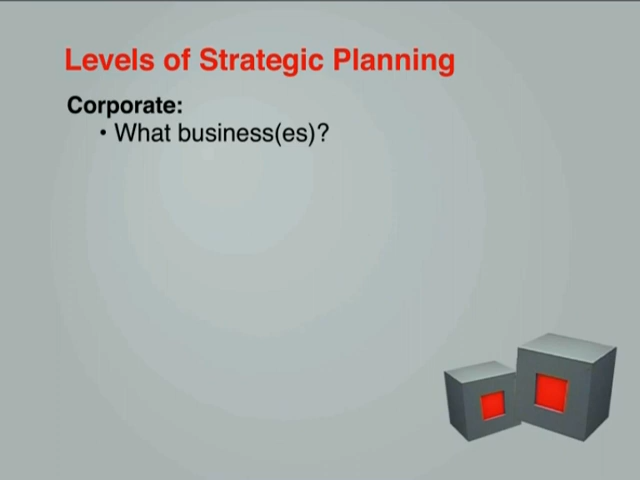 Levels of Strategic Planning
Corporate:
• What business(es)?